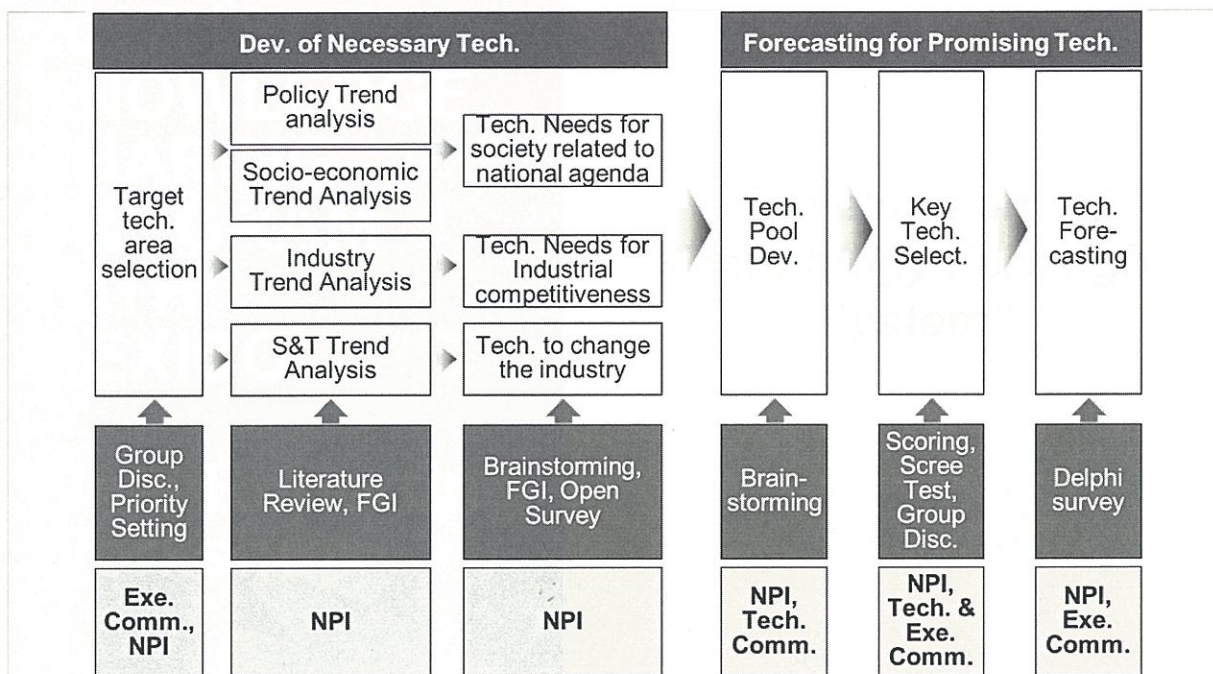 Dev. of Necessary Tech.
Forecasting for Promising Tech.
Target
tech.
area
selection
Policy Trend
analysis
Socio-economic
Trend Analysis
Industry
Trend Analysis
S&T Trend
Analysis
Tech. Needs for
society related to
national agenda
Tech. Needs for
Industrial
competitiveness
Tech. to change
the industry
Tech.
Pool
Dev.
Key
Tech.
Select.
Tech.
Fore-
casting
Group
Disc.,
Priority
Setting
Literature
Review, FGI
Brainstorming,
FGI, Open
Survey
Brain-
storming
Scoring,
Scree
Test,
Group
Disc.
Delphi
survey
Exe.
Comm.,
NPI
NPI
NPI
NPI,
Tech.
Comm.
NPI,
Tech. &
Exe.
Comm.
NPI,
Exe.
Comm.